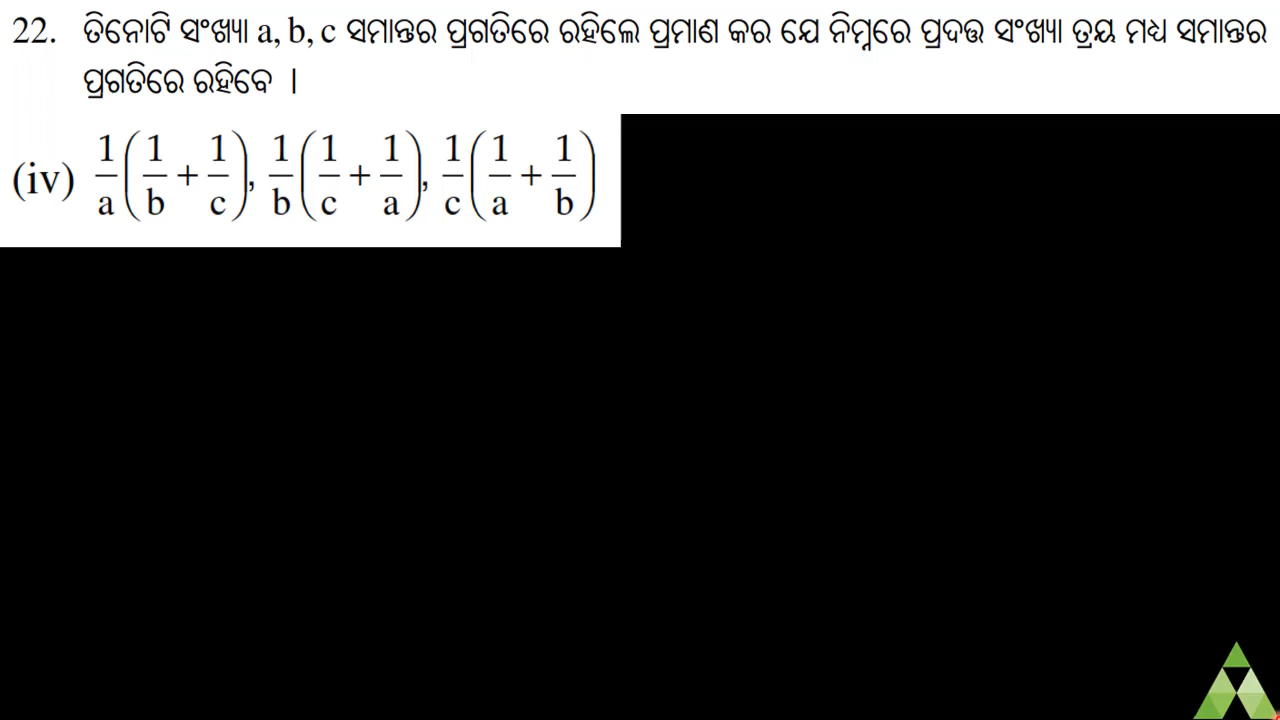 22. ତିନୋଟି ସଂଖ୍ୟା a, b, c ସମାନ୍ତର ପ୍ରଗତିରେ ରହିଲେ ପ୍ରମାଣ କର ଯେ ନିମ୍ନରେ ପ୍ରଦତ୍ତ ସଂଖ୍ୟା ତ୍ରୟ ମଧ୍ୟ ସମାନ୍ତର
ପ୍ରଗତିରେ ରହିବେ ।
(iv) 1/a (1/b + 1/c), 1/b (1/c + 1/a), 1/c (1/a + 1/b)